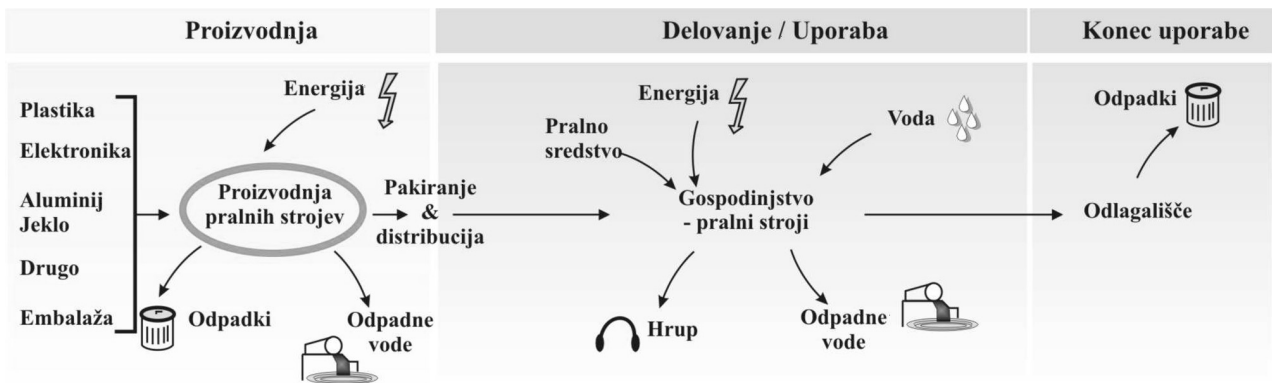 Proizvodnja
Delovanje / Uporaba
Konec uporabe
Plastika
Elektronika
Aluminij
Jeklo
Drugo
Embalaža
Energija
Proizvodnja
pralnih strojev
Odpadki
Odpadne
vode
Pakiranje
&
distribucija
Energija
Pralno
sredstvo
Voda
Gospodinjstvo
- pralni stroji
Hrup
Odpadne
vode
Odpadki
Odlagališče